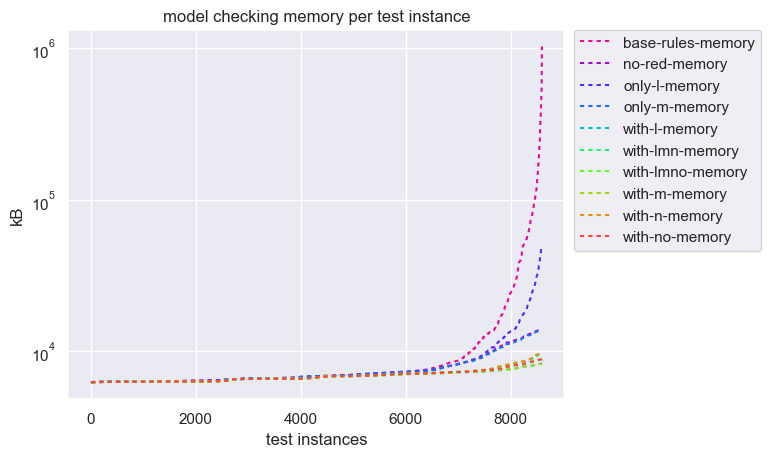 model checking memory per test instance
10^6
10^5
10^4
kB
0
2000
4000
6000
8000
test instances
base-rules-memory
no-red-memory
only-l-memory
only-m-memory
with-l-memory
with-lmn-memory
with-lmno-memory
with-m-memory
with-n-memory
with-no-memory